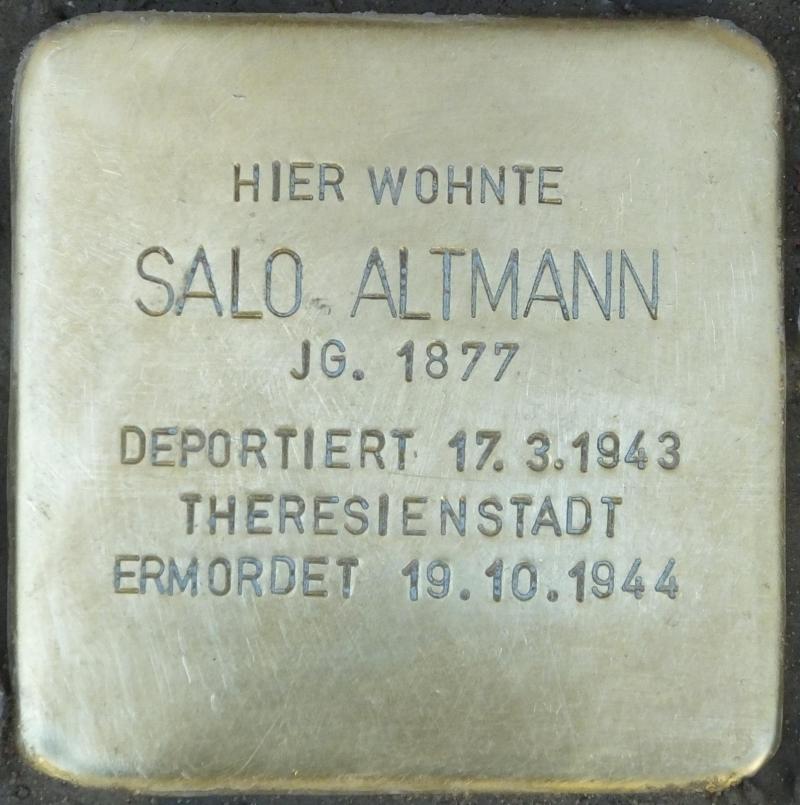 HIER WOHNTE
SALO ALTMANN
JG. 1877
DEPORTIERT 17.3.1943
THERESIENSTADT
ERMORDET 19.10.1944